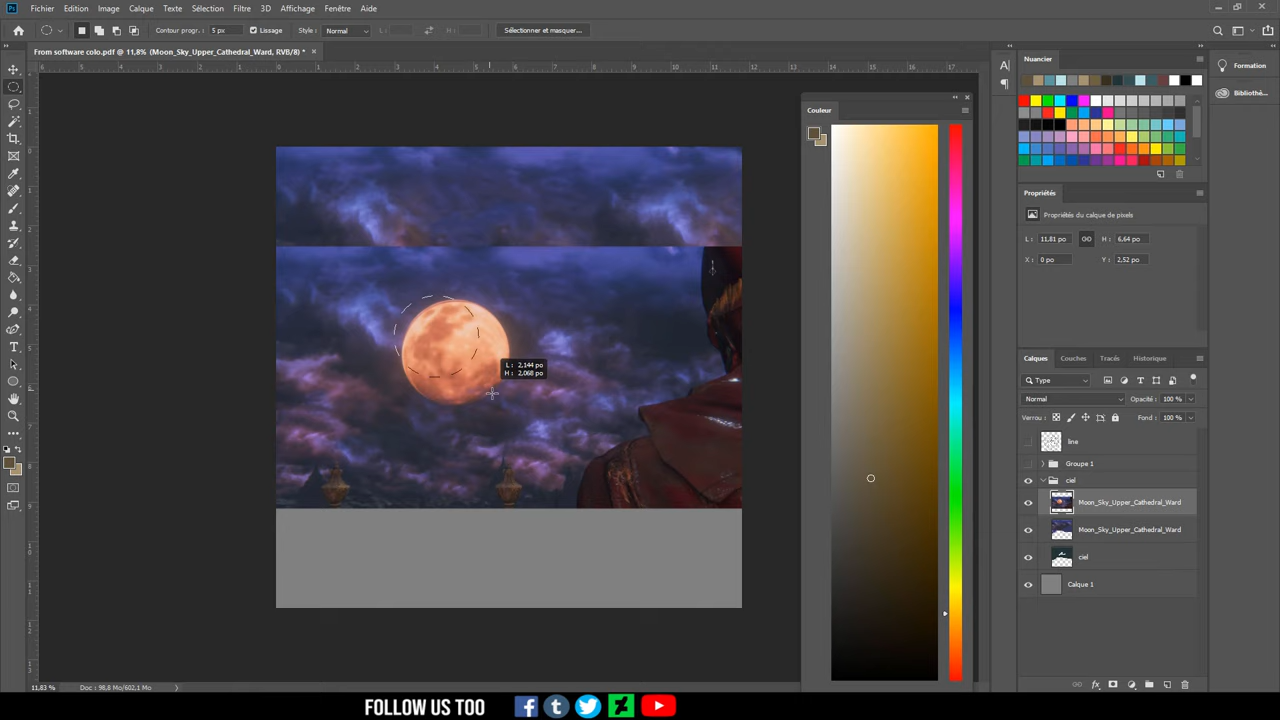 Ps Fichier Edition Image Calque Texte Sélection Filtre 3D Affichage Fenêtre Aide
Contour progr. : 5 px Lissage Style : Normal L : H : Sélectionner et masquer...
From software colo.pdf @ 11,8% (Moon_Sky_Upper_Cathedral_Ward, RVB/8) *
Couleur
L : 2,144 po
H : 2,068 po
Nuancier
Formation
Bibliothè...
Propriétés
Propriétés du calque de pixels
L : 11,81 po H : 6,64 po
X : 0 po Y : 2,52 po
Calques Couches Tracés Historique
Type
Normal Opacité : 100 %
Verrou : Fond : 100 %
line
Groupe 1
ciel
Moon_Sky_Upper_Cathedral_Ward
Moon_Sky_Upper_Cathedral_Ward
ciel
Calque 1
11,83 % Doc : 98,8 Mo/602,1 Mo
FOLLOW US TOO